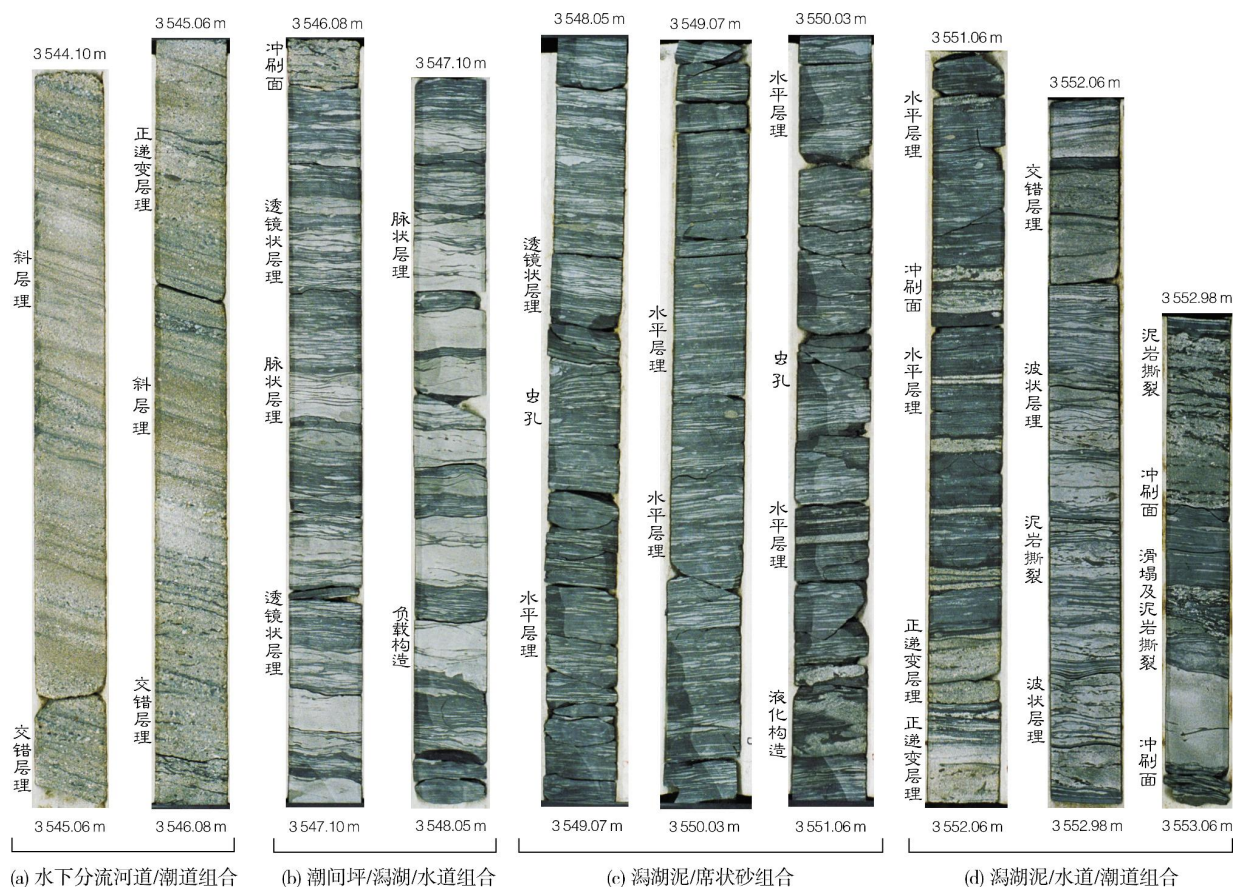 3 544.10 m
斜层理
交错层理
3 545.06 m
3 545.06 m
正递变层理
斜层理
交错层理
3 546.08 m
(a) 水下分流河道/潮道组合
3 546.08 m
冲刷面
透镜状层理
脉状层理
透镜状层理
3 547.10 m
3 547.10 m
脉状层理
负载构造
3 548.05 m
(b) 潮间坪/潟湖/水道组合
3 548.05 m
透镜状层理
虫孔
水平层理
3 549.07 m
3 549.07 m
水平层理
水平层理
3 550.03 m
3 550.03 m
水平层理
虫孔
水平层理
液化构造
3 551.06 m
(c) 潟湖泥/席状砂组合
3 551.06 m
水平层理
冲刷面
水平层理
正递变层理
正递变层理
3 552.06 m
3 552.06 m
交错层理
波状层理
泥岩撕裂
波状层理
3 552.98 m
3 552.98 m
泥岩撕裂
冲刷面
滑塌及泥岩撕裂
冲刷面
3 553.06 m
(d) 潟湖泥/水道/潮道组合